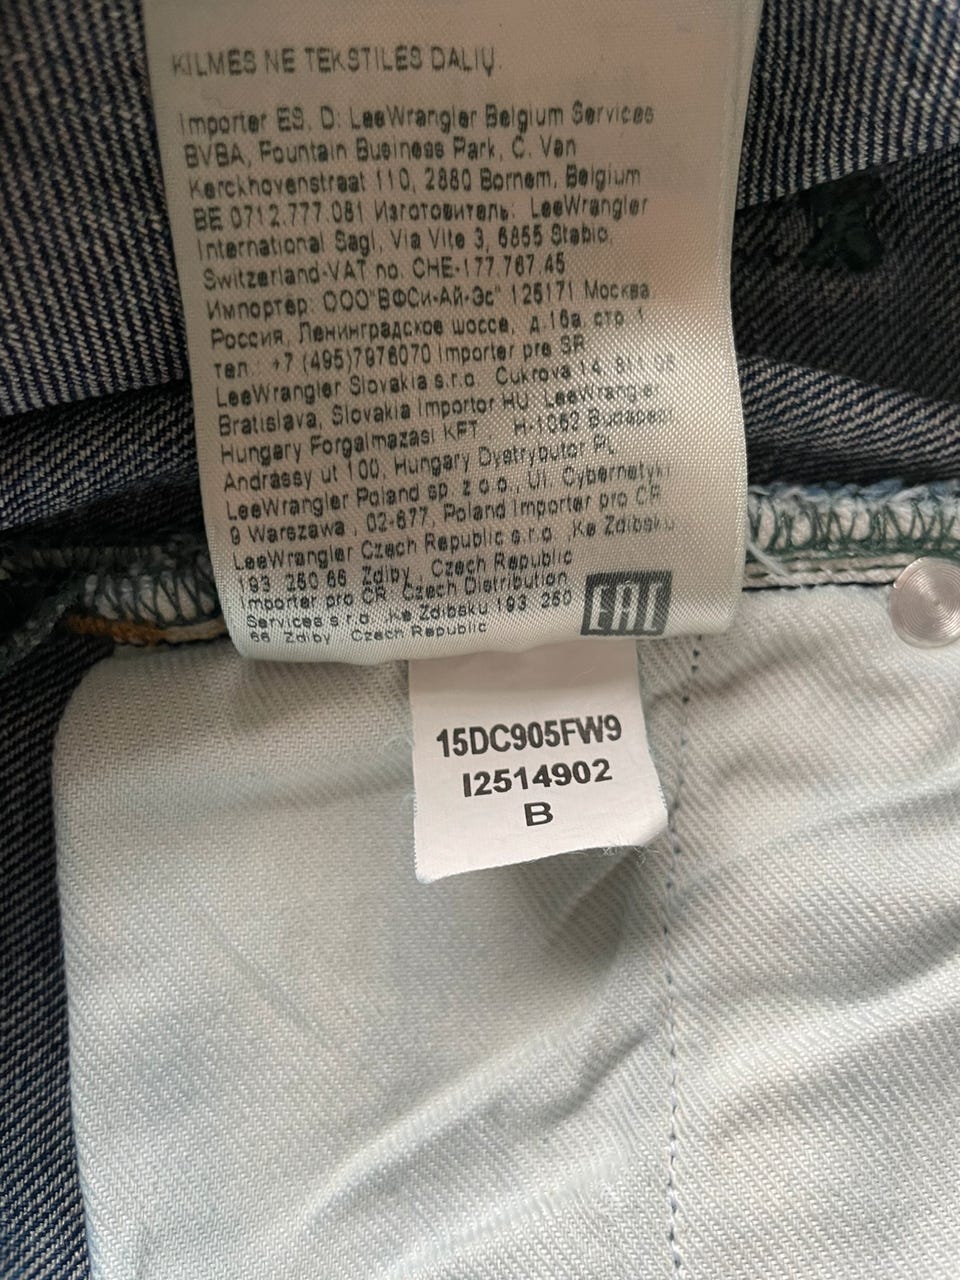 KILMĖS NE TEKSTILĖS DALIŲ.
Importer ES, D: LeeWrangler Belgium Services
BVBA, Fountain Business Park, C. Van
Kerckhovenstraat 110, 2880 Bornem, Belgium
BE 0712.777.081 Изготовитель: LeeWrangler
International Sagl, Via Vite 3, 6855 Stabio,
Switzerland-VAT no. CHE-177.767.45
Импортер: ООО"ВФСи-Ай-Эс" 125171 Москва
Россия, Ленинградское шоссе, д.16а, стр 1
тел.: +7 (495)7976070 Importer pre SR
LeeWrangler Slovakia s.r.o. Cukrova 14, 811 08
Bratislava, Slovakia Importor HU: LeeWrangler
Hungary Forgalmazasi KFT., H-1062 Budapest
Andrassy ut 100, Hungary Dystrybutor PL
LeeWrangler Poland sp. z o.o., Ul. Cybernetyki
9 Warszawa, 02-677, Poland Importer pro CR
LeeWrangler Czech Republic s.r.o. ,Ke Zdibsku
193 250 66 Zdiby, Czech Republic
Importer pro CR Czech Distribution
Services s.r.o. Ke Zdibsku 193 250
66 Zdiby Czech Republic
EAC
15DC905FW9
I2514902
B